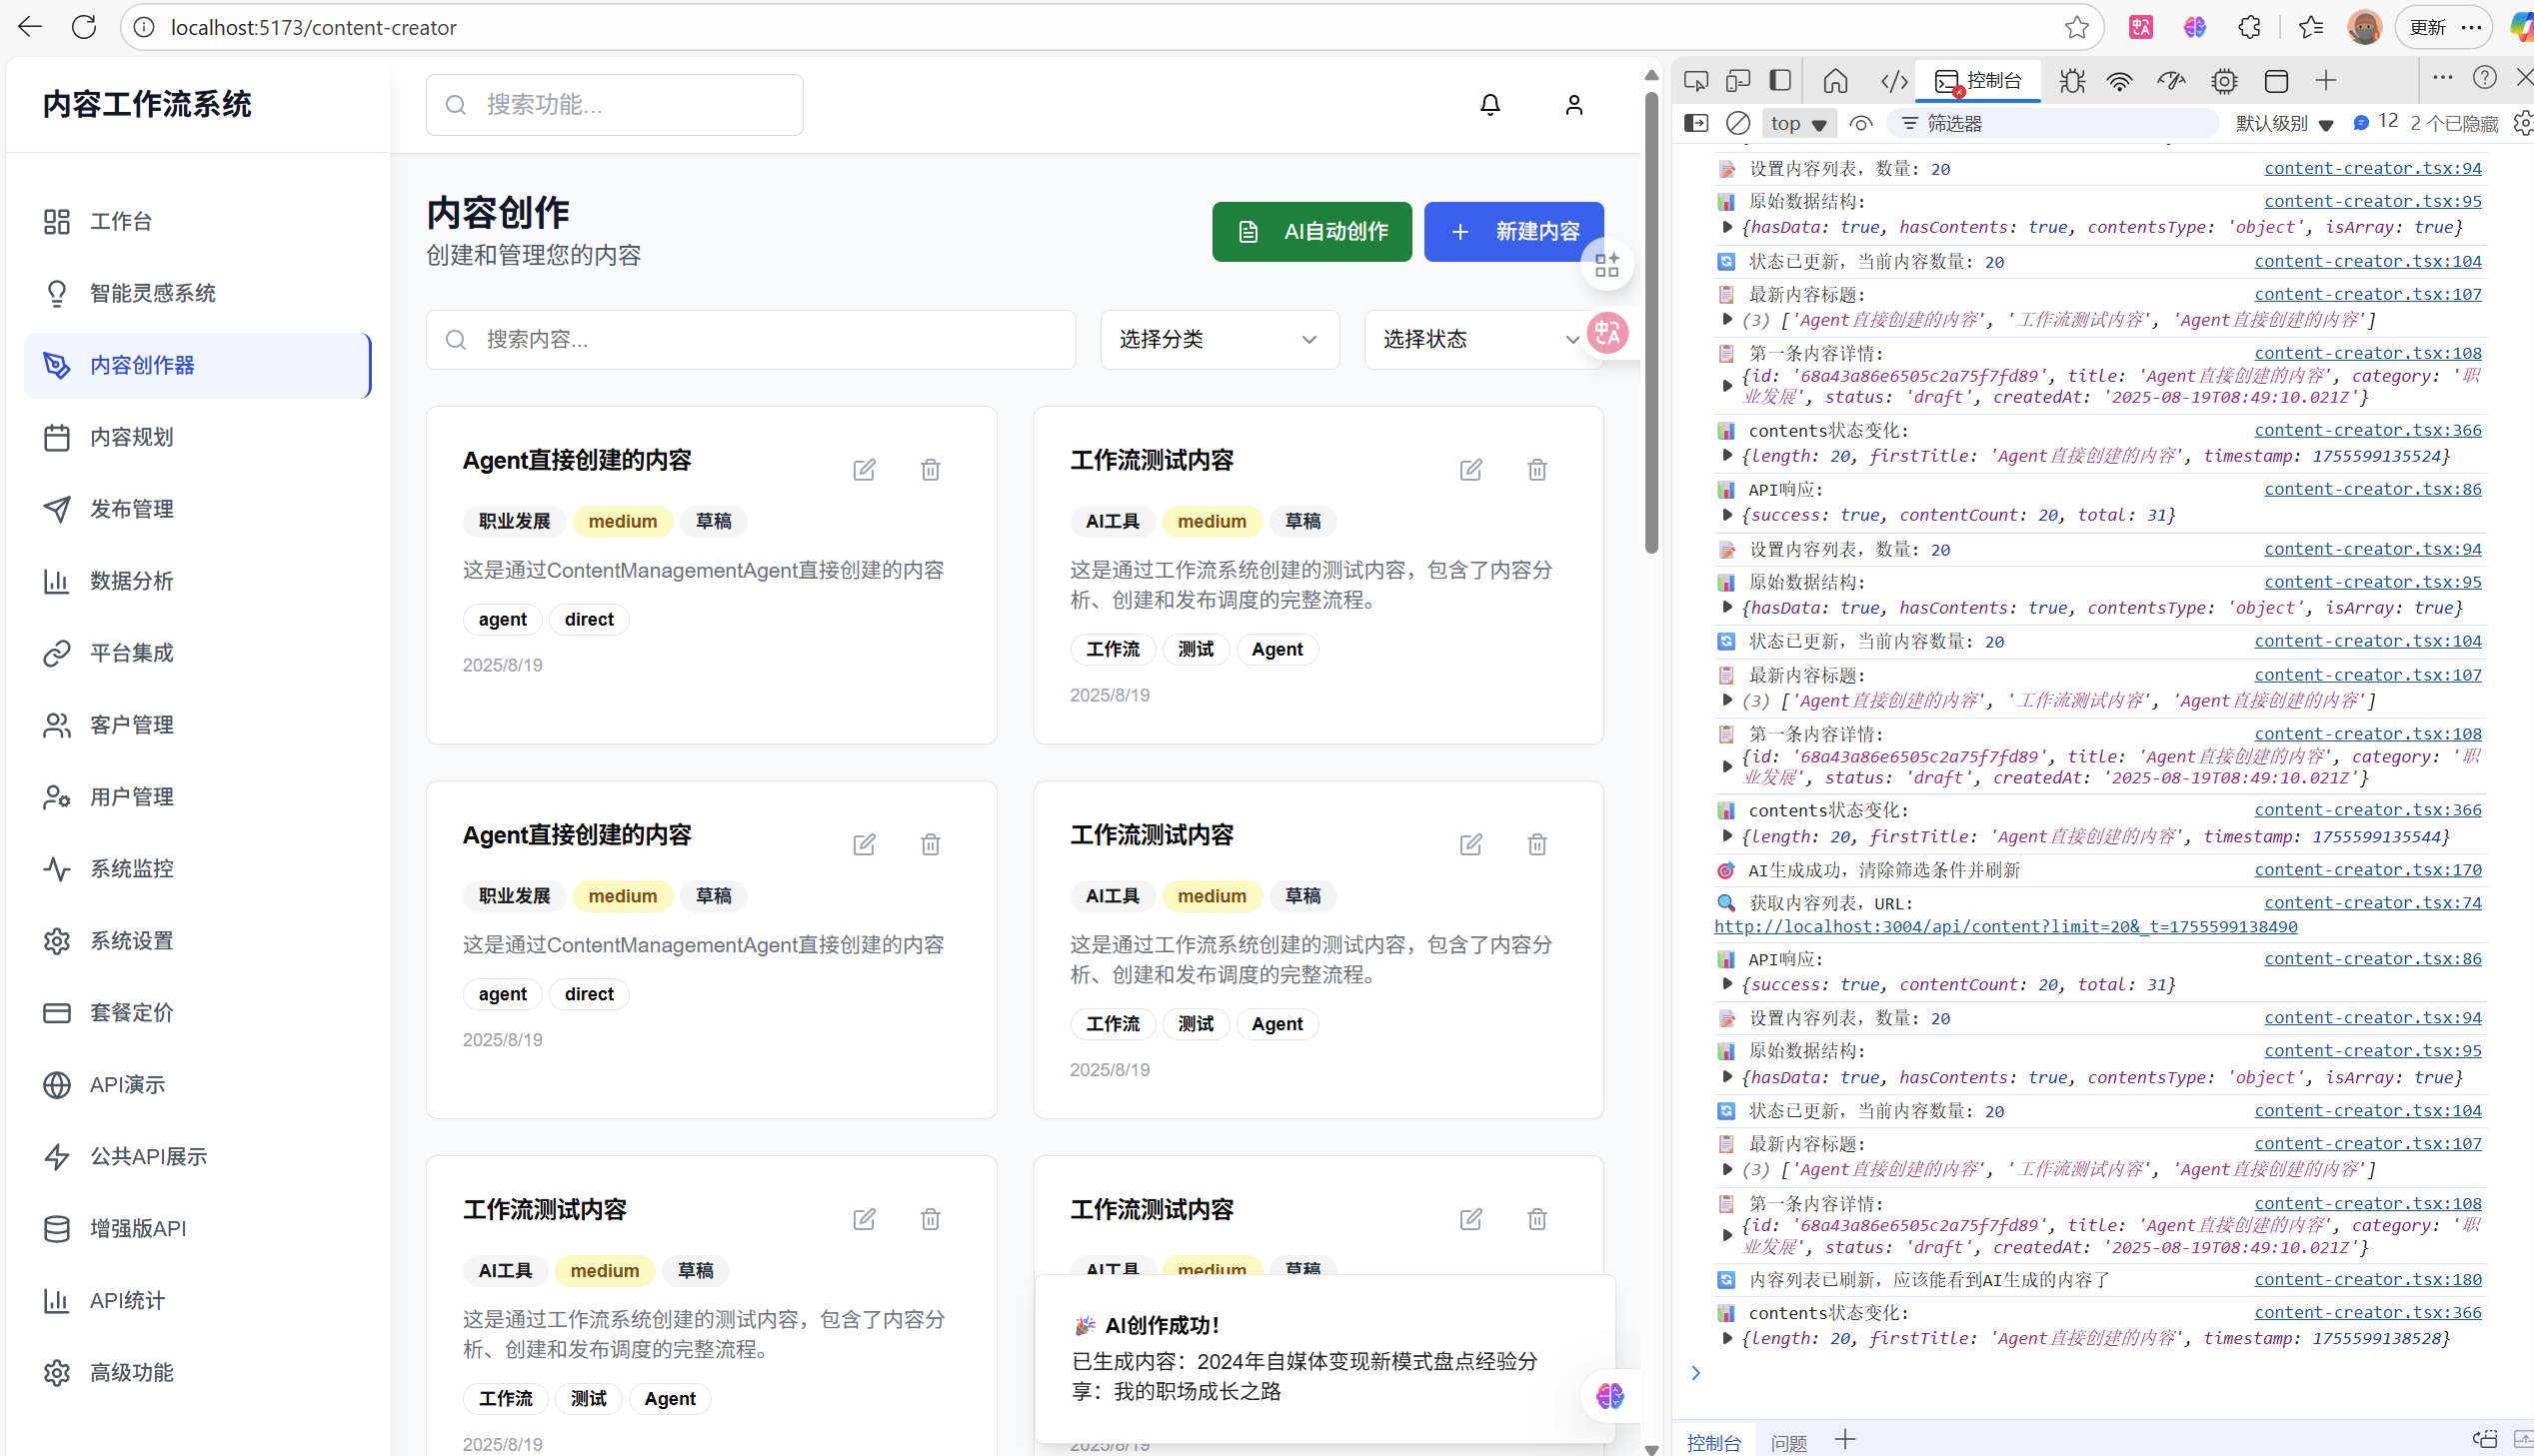 localhost:5173/content-creator
更新
内容工作流系统
搜索功能...
工作台
智能灵感系统
内容创作器
内容规划
发布管理
数据分析
平台集成
客户管理
用户管理
系统监控
系统设置
套餐定价
API演示
公共API展示
增强版API
API统计
高级功能
内容创作
创建和管理您的内容
AI自动创作
新建内容
搜索内容...
选择分类
选择状态
Agent直接创建的内容
职业发展 medium 草稿
这是通过ContentManagementAgent直接创建的内容
agent direct
2025/8/19
工作流测试内容
AI工具 medium 草稿
这是通过工作流系统创建的测试内容，包含了内容分
析、创建和发布调度的完整流程。
工作流 测试 Agent
2025/8/19
Agent直接创建的内容
职业发展 medium 草稿
这是通过ContentManagementAgent直接创建的内容
agent direct
2025/8/19
工作流测试内容
AI工具 medium 草稿
这是通过工作流系统创建的测试内容，包含了内容分
析、创建和发布调度的完整流程。
工作流 测试 Agent
2025/8/19
工作流测试内容
AI工具 medium 草稿
这是通过工作流系统创建的测试内容，包含了内容分
析、创建和发布调度的完整流程。
工作流 测试 Agent
2025/8/19
工作流测试内容
AI工具 medium 草稿
🎉 AI创作成功！
已生成内容：2024年自媒体变现新模式盘点经验分
享：我的职场成长之路
2025/8/19
控制台
top 筛选器 默认级别 12 2 个已隐藏
设置内容列表，数量: 20 content-creator.tsx:94
原始数据结构: content-creator.tsx:95
{hasData: true, hasContents: true, contentsType: 'object', isArray: true}
状态已更新，当前内容数量: 20 content-creator.tsx:104
最新内容标题: content-creator.tsx:107
(3) ['Agent直接创建的内容', '工作流测试内容', 'Agent直接创建的内容']
第一条内容详情: content-creator.tsx:108
{id: '68a43a86e6505c2a75f7fd89', title: 'Agent直接创建的内容', category: '职
业发展', status: 'draft', createdAt: '2025-08-19T08:49:10.021Z'}
contents状态变化: content-creator.tsx:366
{length: 20, firstTitle: 'Agent直接创建的内容', timestamp: 1755599135524}
API响应: content-creator.tsx:86
{success: true, contentCount: 20, total: 31}
设置内容列表，数量: 20 content-creator.tsx:94
原始数据结构: content-creator.tsx:95
{hasData: true, hasContents: true, contentsType: 'object', isArray: true}
状态已更新，当前内容数量: 20 content-creator.tsx:104
最新内容标题: content-creator.tsx:107
(3) ['Agent直接创建的内容', '工作流测试内容', 'Agent直接创建的内容']
第一条内容详情: content-creator.tsx:108
{id: '68a43a86e6505c2a75f7fd89', title: 'Agent直接创建的内容', category: '职
业发展', status: 'draft', createdAt: '2025-08-19T08:49:10.021Z'}
contents状态变化: content-creator.tsx:366
{length: 20, firstTitle: 'Agent直接创建的内容', timestamp: 1755599135544}
AI生成成功，清除筛选条件并刷新 content-creator.tsx:170
获取内容列表，URL: content-creator.tsx:74
http://localhost:3004/api/content?limit=20&_t=1755599138490
API响应: content-creator.tsx:86
{success: true, contentCount: 20, total: 31}
设置内容列表，数量: 20 content-creator.tsx:94
原始数据结构: content-creator.tsx:95
{hasData: true, hasContents: true, contentsType: 'object', isArray: true}
状态已更新，当前内容数量: 20 content-creator.tsx:104
最新内容标题: content-creator.tsx:107
(3) ['Agent直接创建的内容', '工作流测试内容', 'Agent直接创建的内容']
第一条内容详情: content-creator.tsx:108
{id: '68a43a86e6505c2a75f7fd89', title: 'Agent直接创建的内容', category: '职
业发展', status: 'draft', createdAt: '2025-08-19T08:49:10.021Z'}
内容列表已刷新，应该能看到AI生成的内容了 content-creator.tsx:180
contents状态变化: content-creator.tsx:366
{length: 20, firstTitle: 'Agent直接创建的内容', timestamp: 1755599138528}
控制台 问题